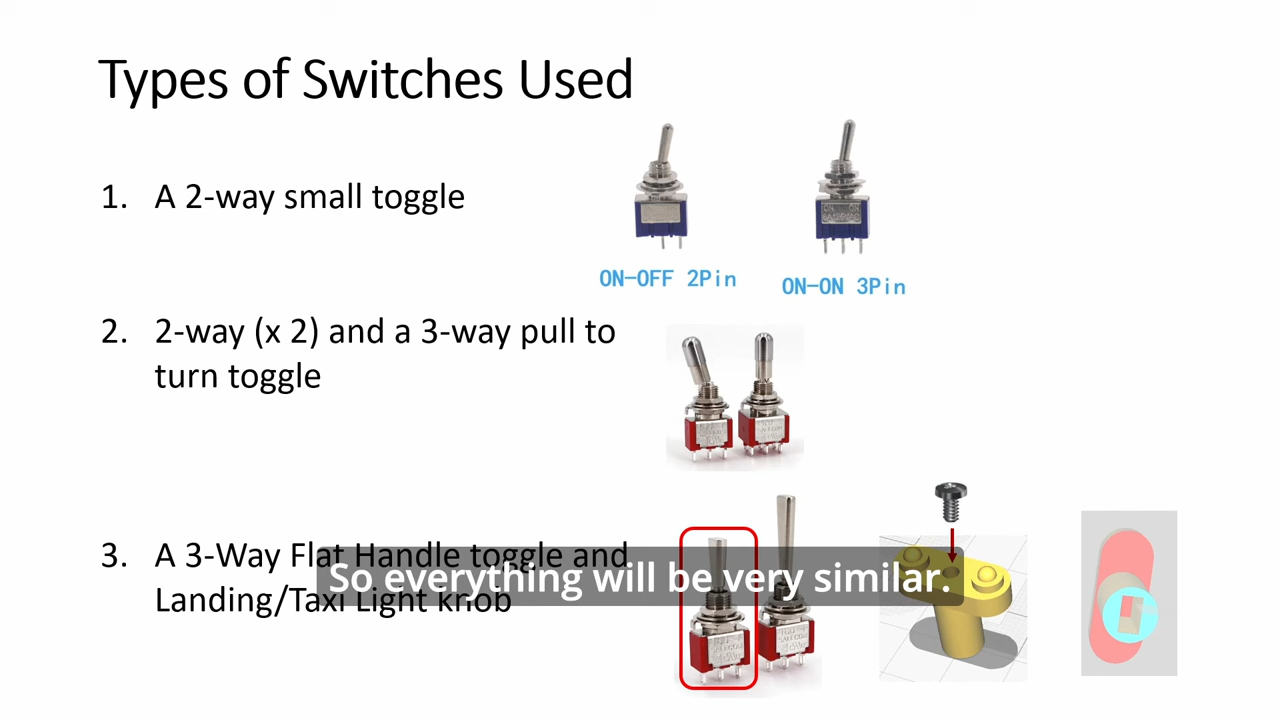 Types of Switches Used
1. A 2-way small toggle
ON-OFF 2Pin
ON-ON 3Pin
2. 2-way (x 2) and a 3-way pull to
turn toggle
3. A 3-Way Flat Handle toggle and
Landing/Taxi Light knob
So everything will be very similar.